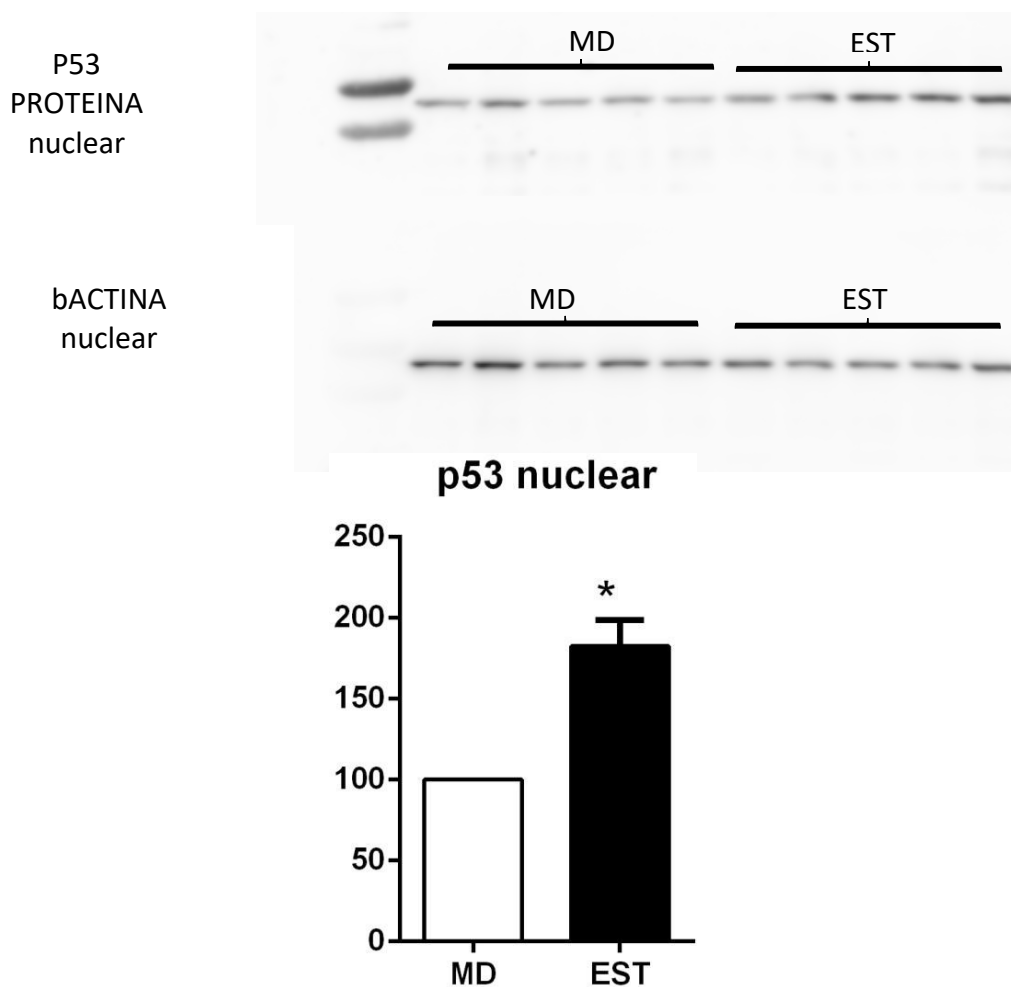 P53
PROTEINA
nuclear
MD
EST
bACTINA
nuclear
MD
EST
p53 nuclear
250
200
150
100
50
0
*
MD
EST